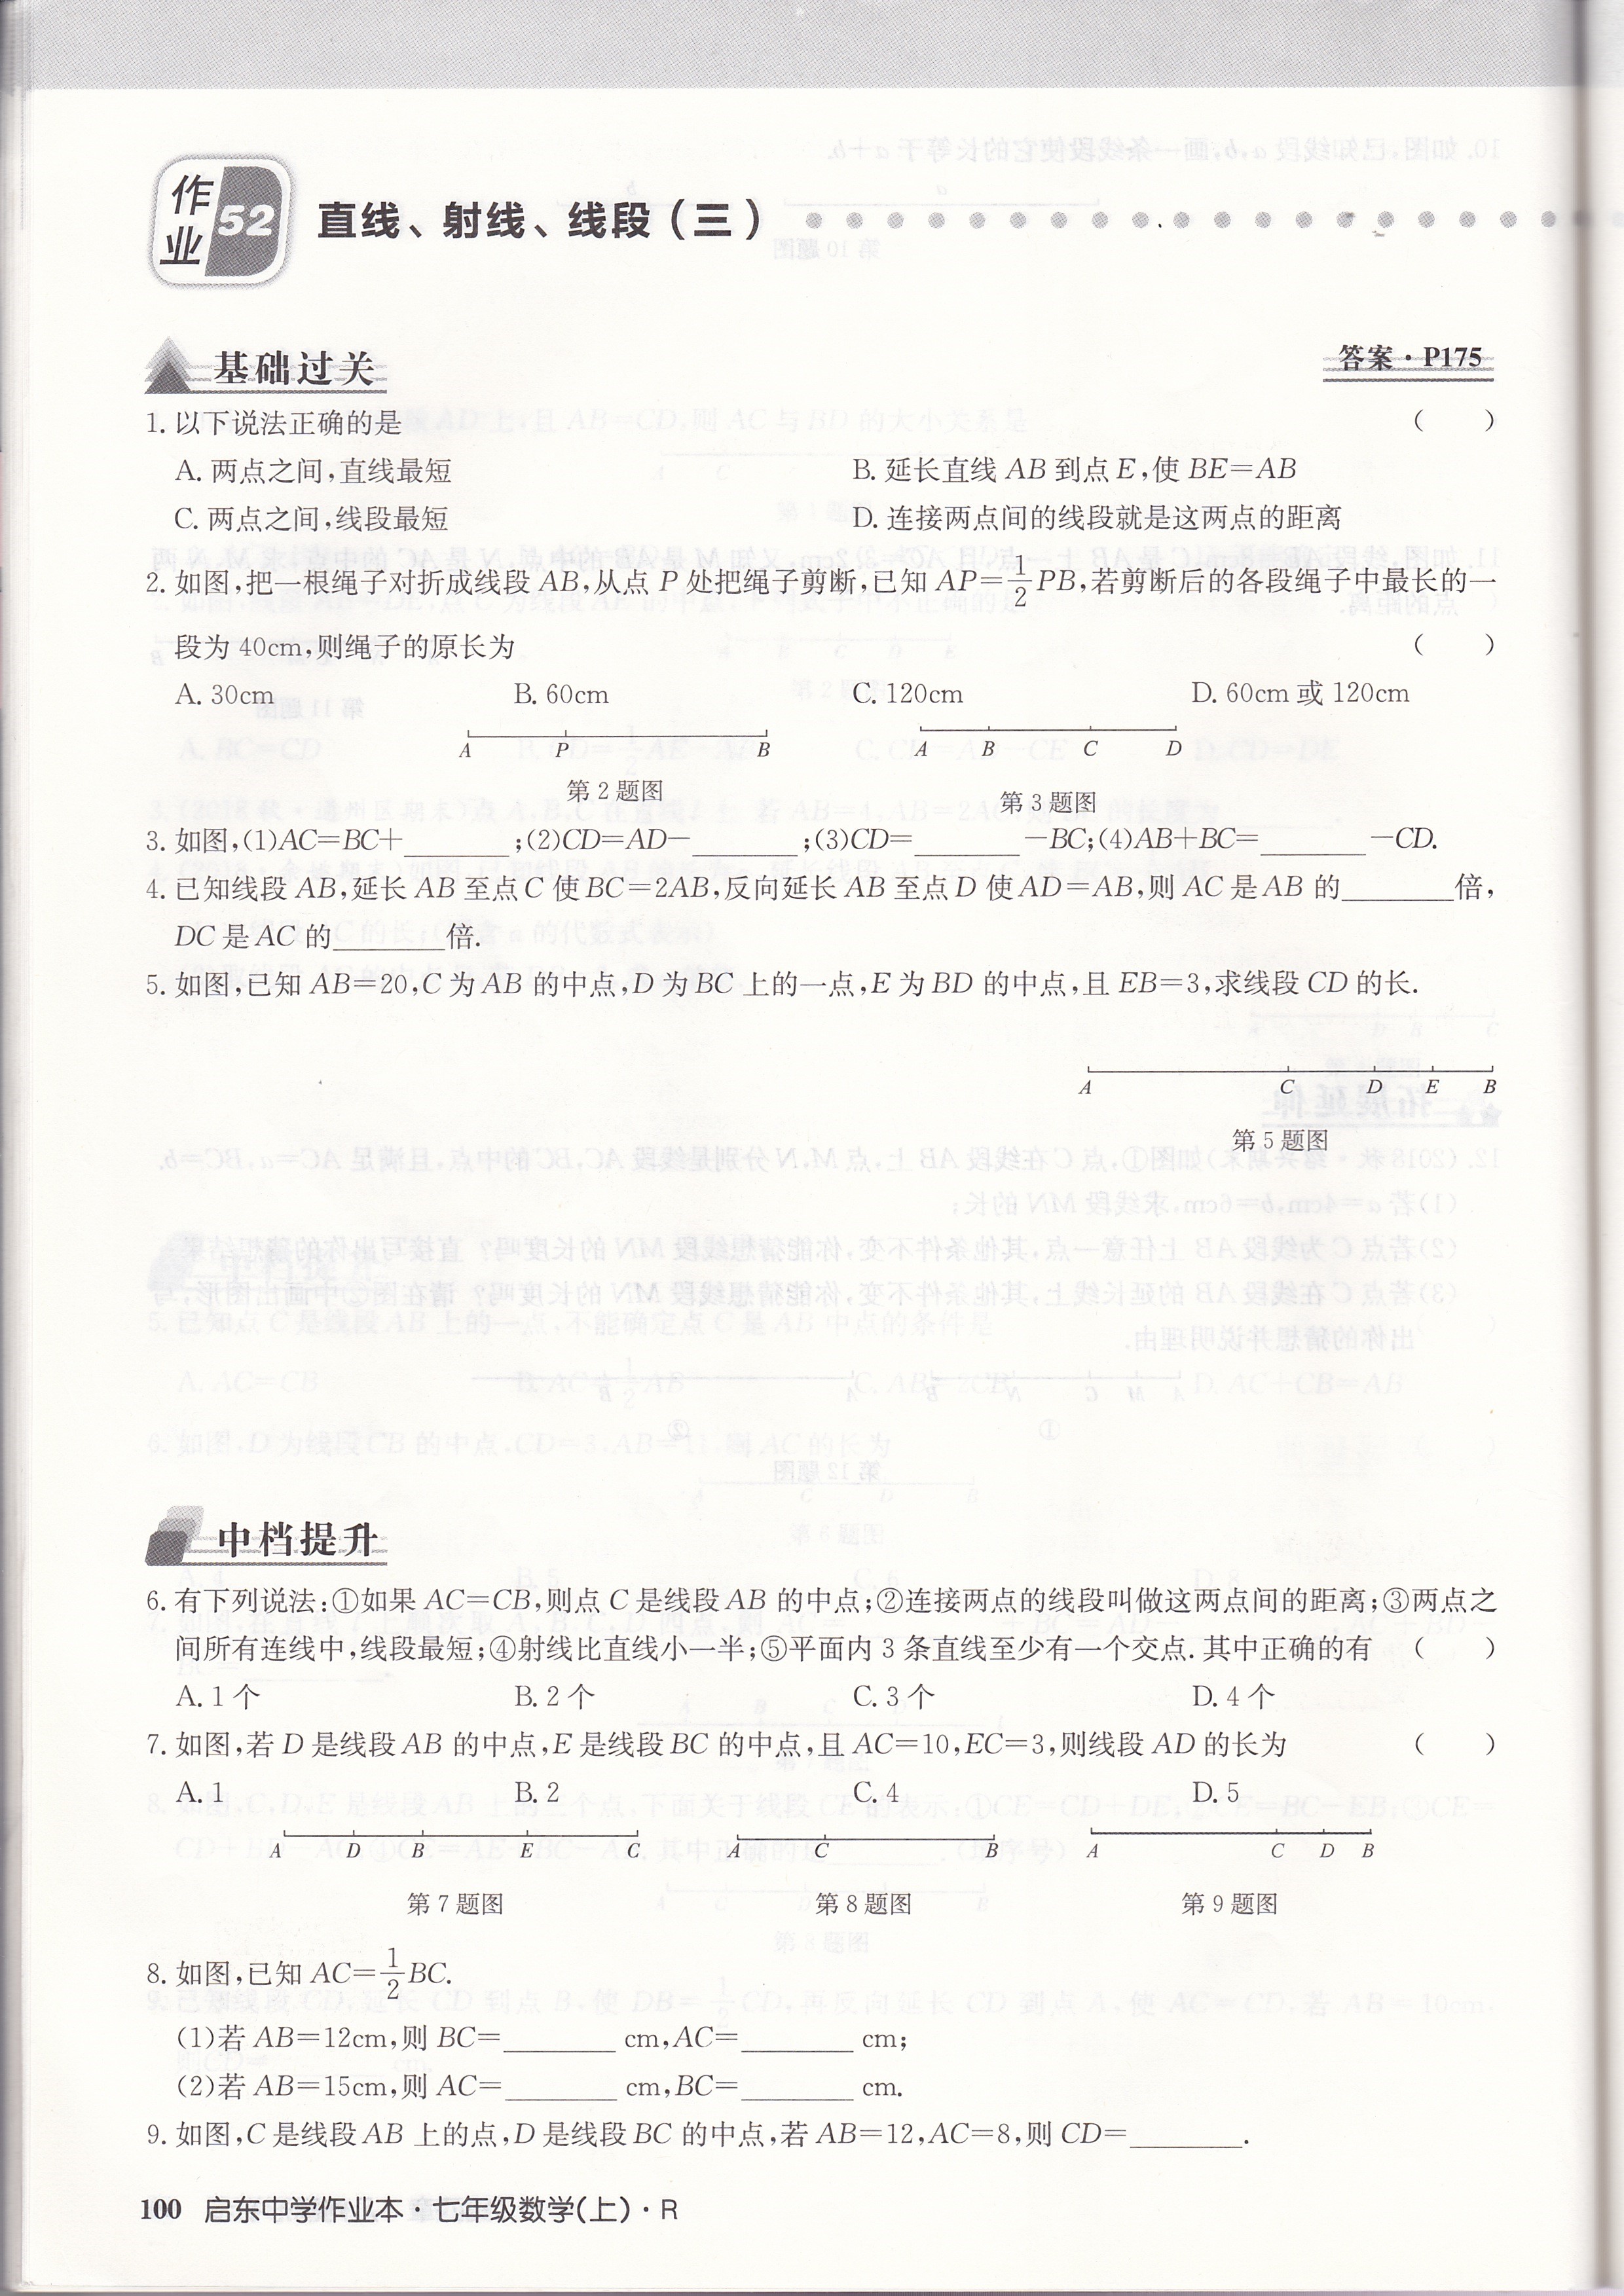 作业 52 直线、射线、线段(三)
基础过关
答案·P175
1. 以下说法正确的是 (  )
A. 两点之间,直线最短 B. 延长直线 AB 到点 E,使 BE=AB
C. 两点之间,线段最短 D. 连接两点间的线段就是这两点的距离
2. 如图,把一根绳子对折成线段 AB,从点 P 处把绳子剪断,已知 AP=1/2PB,若剪断后的各段绳子中最长的一
段为 40cm,则绳子的原长为 (  )
A. 30cm B. 60cm C. 120cm D. 60cm 或 120cm
A P B A B C D
第 2 题图 第 3 题图
3. 如图,(1)AC=BC+________;(2)CD=AD-________;(3)CD=________-BC;(4)AB+BC=________-CD.
4. 已知线段 AB,延长 AB 至点 C 使 BC=2AB,反向延长 AB 至点 D 使 AD=AB,则 AC 是 AB 的________倍,
DC 是 AC 的________倍.
5. 如图,已知 AB=20,C 为 AB 的中点,D 为 BC 上的一点,E 为 BD 的中点,且 EB=3,求线段 CD 的长.
A C D E B
第 5 题图
中档提升
6. 有下列说法:①如果 AC=CB,则点 C 是线段 AB 的中点;②连接两点的线段叫做这两点间的距离;③两点之
间所有连线中,线段最短;④射线比直线小一半;⑤平面内 3 条直线至少有一个交点. 其中正确的有 (  )
A. 1 个 B. 2 个 C. 3 个 D. 4 个
7. 如图,若 D 是线段 AB 的中点,E 是线段 BC 的中点,且 AC=10,EC=3,则线段 AD 的长为 (  )
A. 1 B. 2 C. 4 D. 5
A D B E C A C B A C D B
第 7 题图 第 8 题图 第 9 题图
8. 如图,已知 AC=1/2BC.
(1)若 AB=12cm,则 BC=________ cm,AC=________ cm;
(2)若 AB=15cm,则 AC=________ cm,BC=________ cm.
9. 如图,C 是线段 AB 上的点,D 是线段 BC 的中点,若 AB=12,AC=8,则 CD=________.
100 启东中学作业本·七年级数学(上)·R